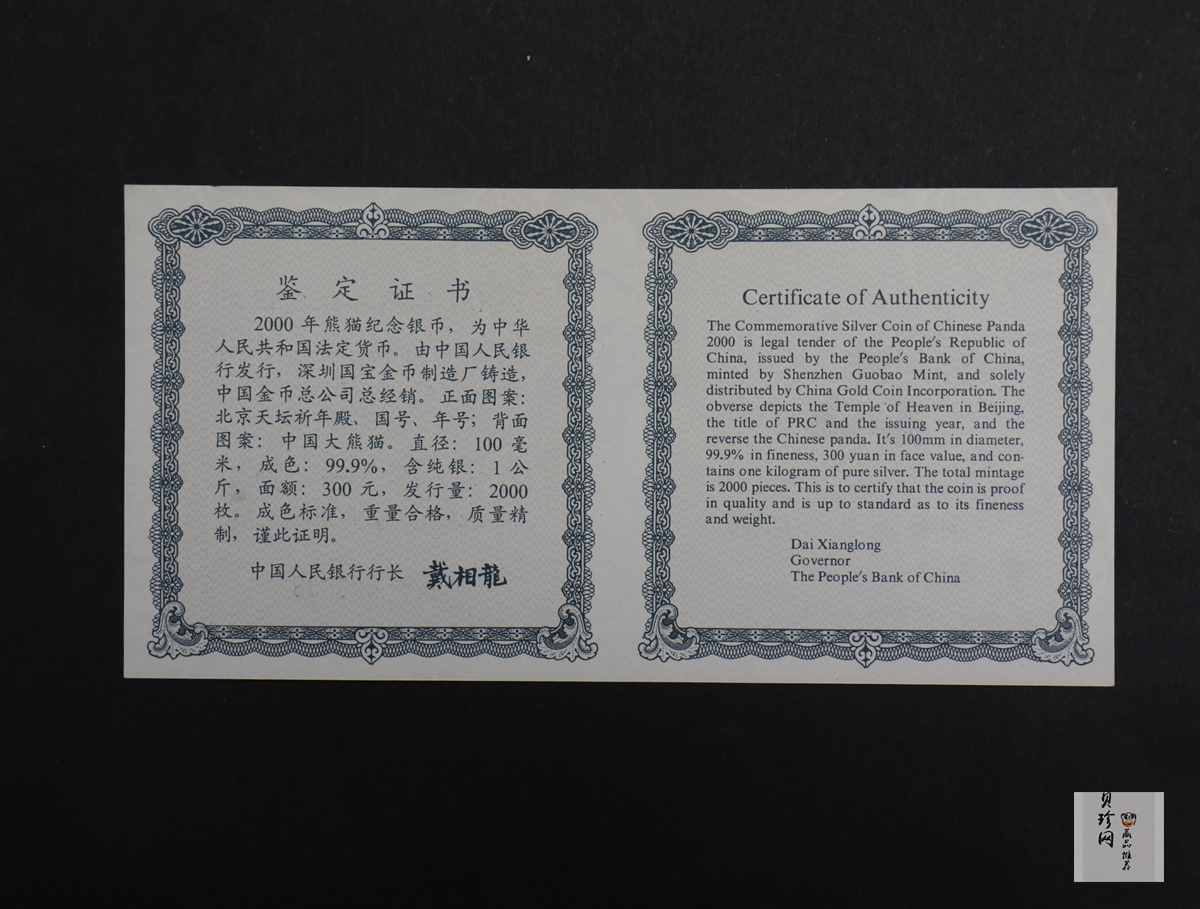 鉴定证书
2000年熊猫纪念银币，为中华
人民共和国法定货币。由中国人民银
行发行，深圳国宝金币制造厂铸造，
中国金币总公司总经销。正面图案：
北京天坛祈年殿、国号、年号；背面
图案：中国大熊猫。直径：100毫
米，成色：99.9%，含纯银：1公
斤，面额：300元，发行量：2000
枚。成色标准，重量合格，质量精
制，谨此证明。
中国人民银行行长 戴相龍
Certificate of Authenticity
The Commemorative Silver Coin of Chinese Panda
2000 is legal tender of the People's Republic of
China, issued by the People's Bank of China,
minted by Shenzhen Guobao Mint, and solely
distributed by China Gold Coin Incorporation. The
obverse depicts the Temple of Heaven in Beijing,
the title of PRC and the issuing year, and the
reverse the Chinese panda. It's 100mm in diameter,
99.9% in fineness, 300 yuan in face value, and con-
tains one kilogram of pure silver. The total mintage
is 2000 pieces. This is to certify that the coin is proof
in quality and is up to standard as to its fineness
and weight.
Dai Xianglong
Governor
The People's Bank of China
贝珍网
藏品推荐